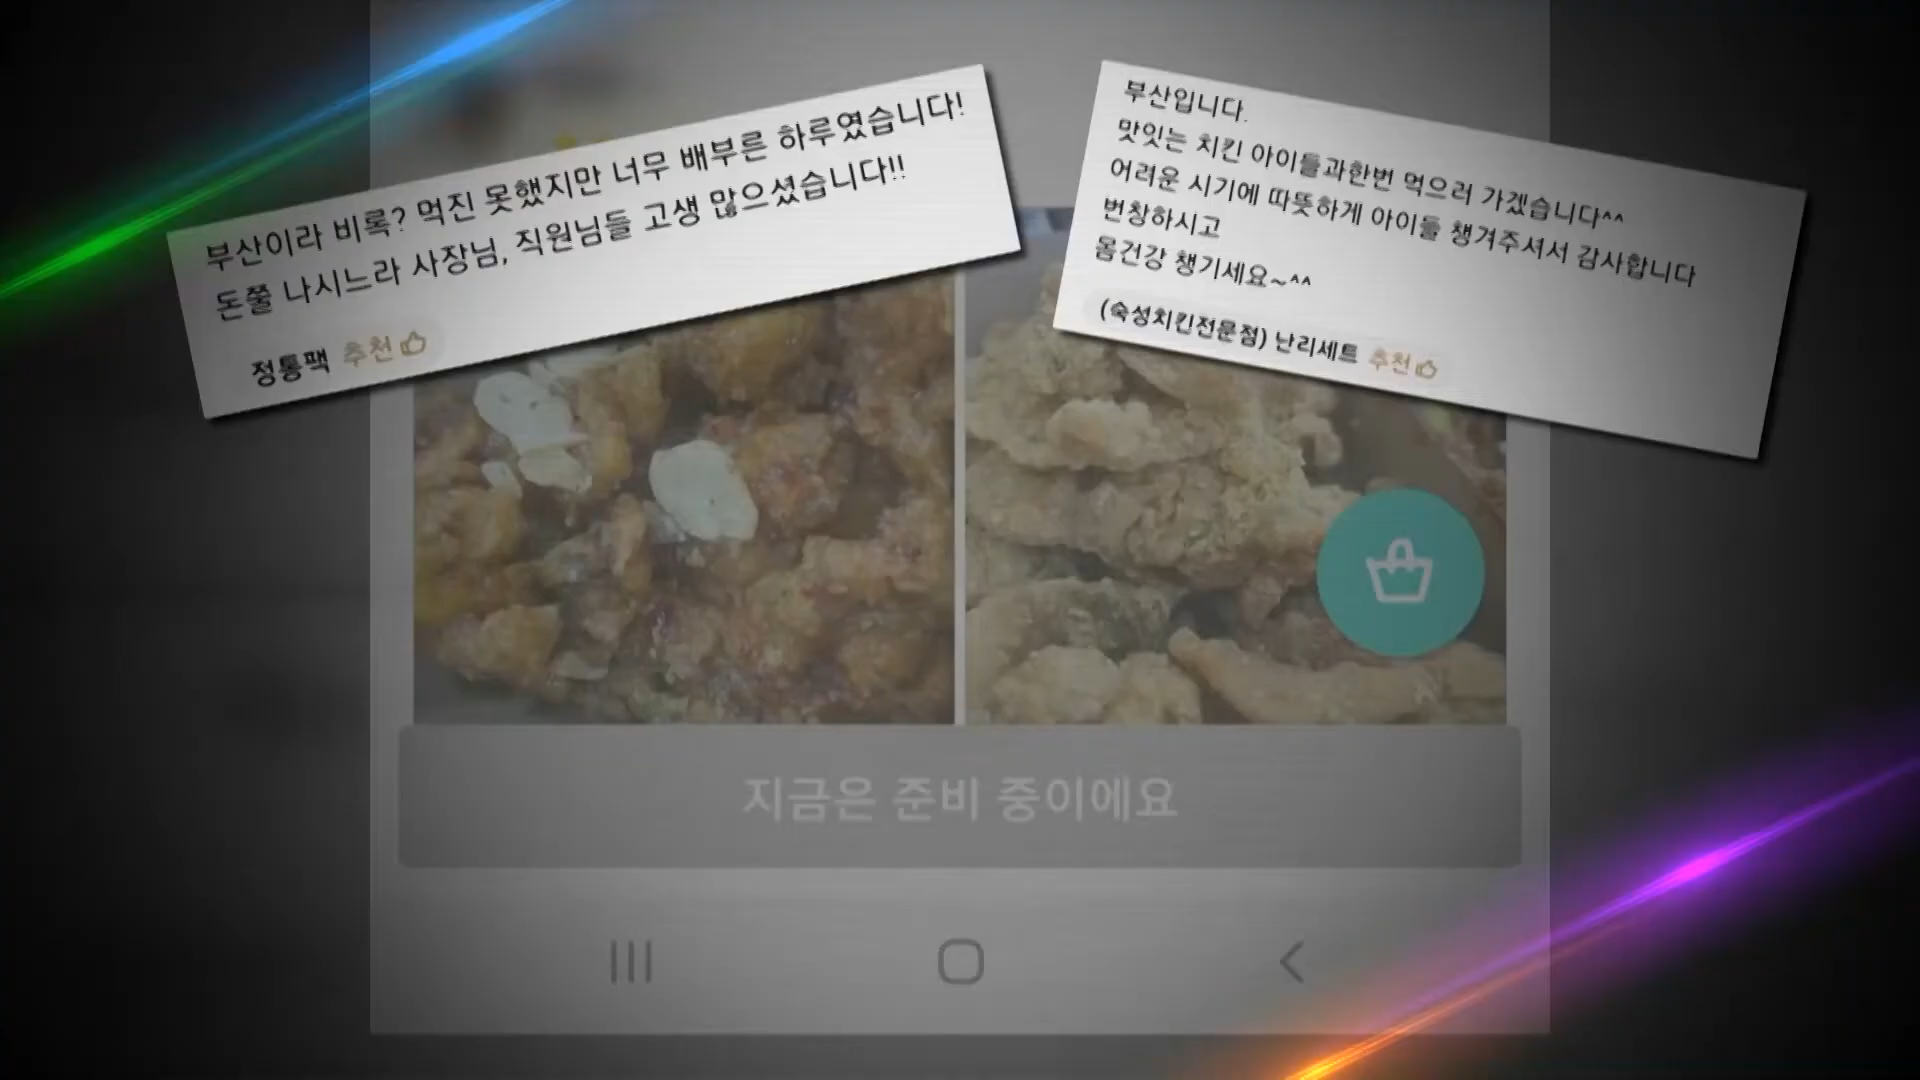 부산이라 비록? 먹진 못했지만 너무 배부른 하루였습니다!
돈쭐 나시느라 사장님, 직원님들 고생 많으셨습니다!!
정통팩 추천
부산입니다.
맛잇는 치킨 아이들과한번 먹으러 가겠습니다^^
어려운 시기에 따뜻하게 아이들 챙겨주셔서 감사합니다
번창하시고
몸건강 챙기세요~^^
(숙성치킨전문점) 난리세트 추천
지금은 준비 중이에요